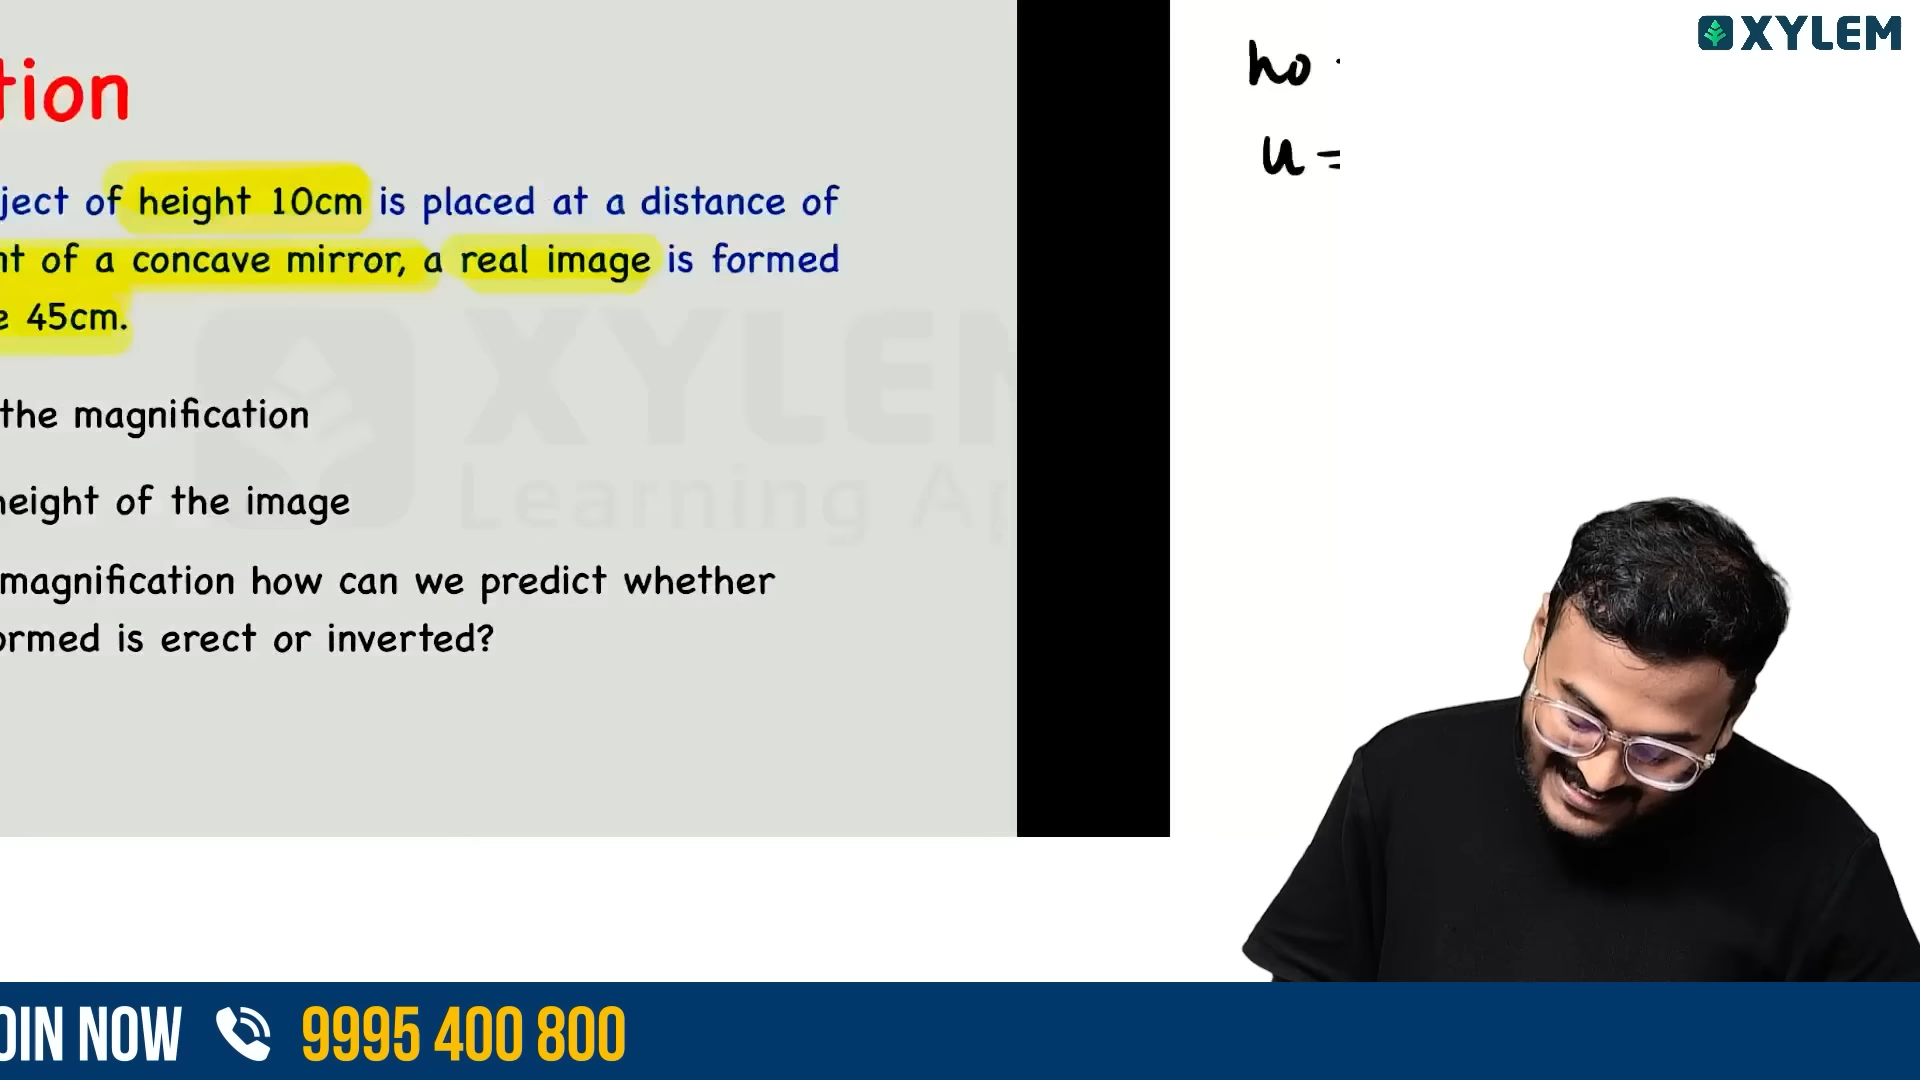 tion
ject of height 10cm is placed at a distance of
nt of a concave mirror, a real image is formed
e 45cm.
the magnification
height of the image
magnification how can we predict whether
ormed is erect or inverted?
XYLEM
Learning Ap
ho
u =
XYLEM
OIN NOW 9995 400 800